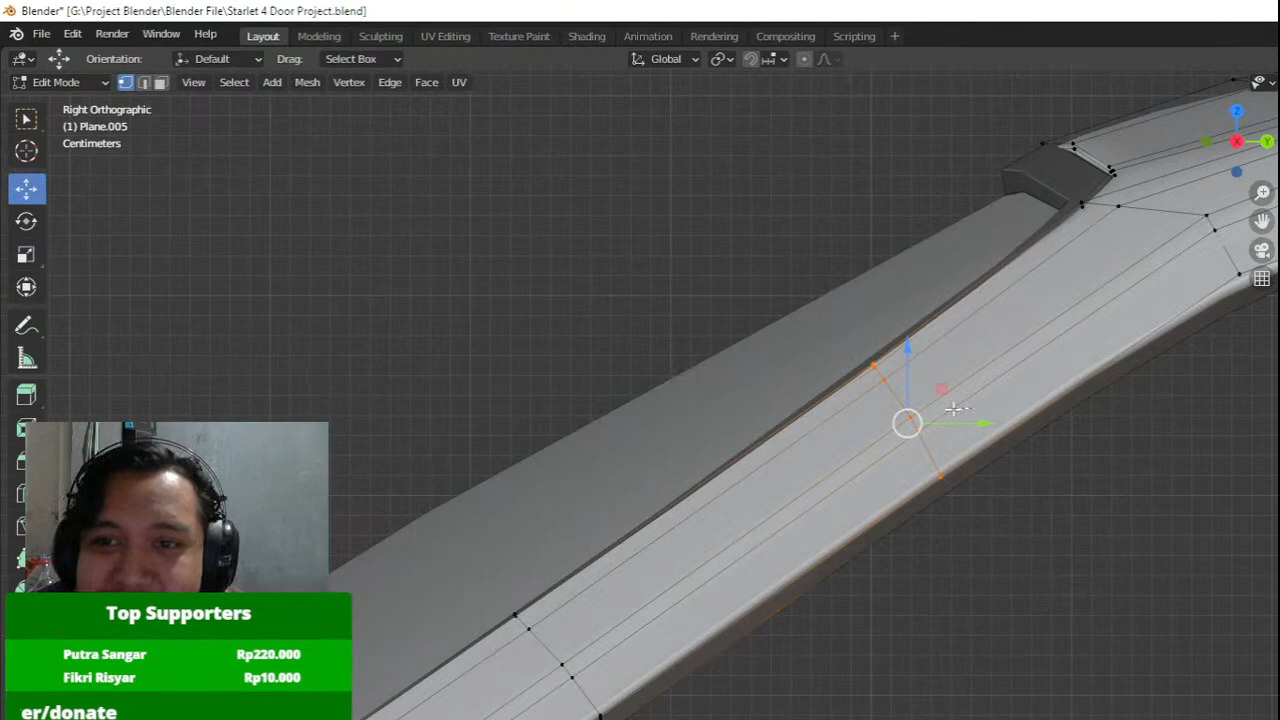 Blender* [G:\Project Blender\Blender File\Starlet 4 Door Project.blend]
File Edit Render Window Help Layout Modeling Sculpting UV Editing Texture Paint Shading Animation Rendering Compositing Scripting +
Orientation: Default Drag: Select Box Global
Edit Mode View Select Add Mesh Vertex Edge Face UV
Right Orthographic
(1) Plane.005
Centimeters
Z
X
Y
Top Supporters
Putra Sangar Rp220.000
Fikri Risyar Rp10.000
er/donate